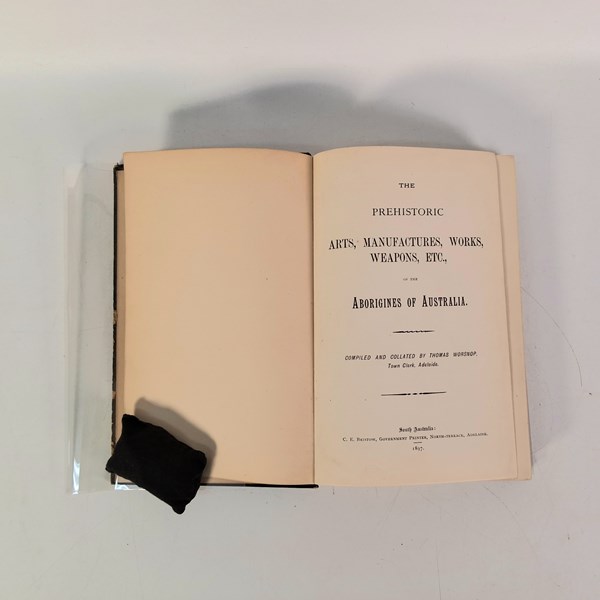 THE
PREHISTORIC
ARTS, MANUFACTURES, WORKS,
WEAPONS, ETC.,
OF THE
ABORIGINES OF AUSTRALIA.
COMPILED AND COLLATED BY THOMAS WORSNOP,
Town Clerk, Adelaide.
South Australia:
C. E. BRISTOW, GOVERNMENT PRINTER, NORTH-TERRACE, ADELAIDE.
1897.